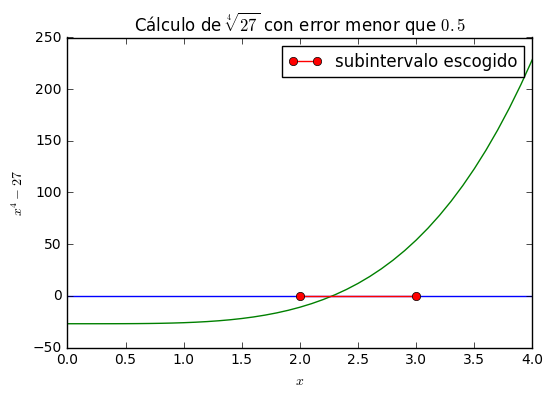 Cálculo de $\sqrt[4]{27}$ con error menor que 0.5
subintervalo escogido
250
200
150
100
50
0
−50
x⁴ − 27
0.0 0.5 1.0 1.5 2.0 2.5 3.0 3.5 4.0
x